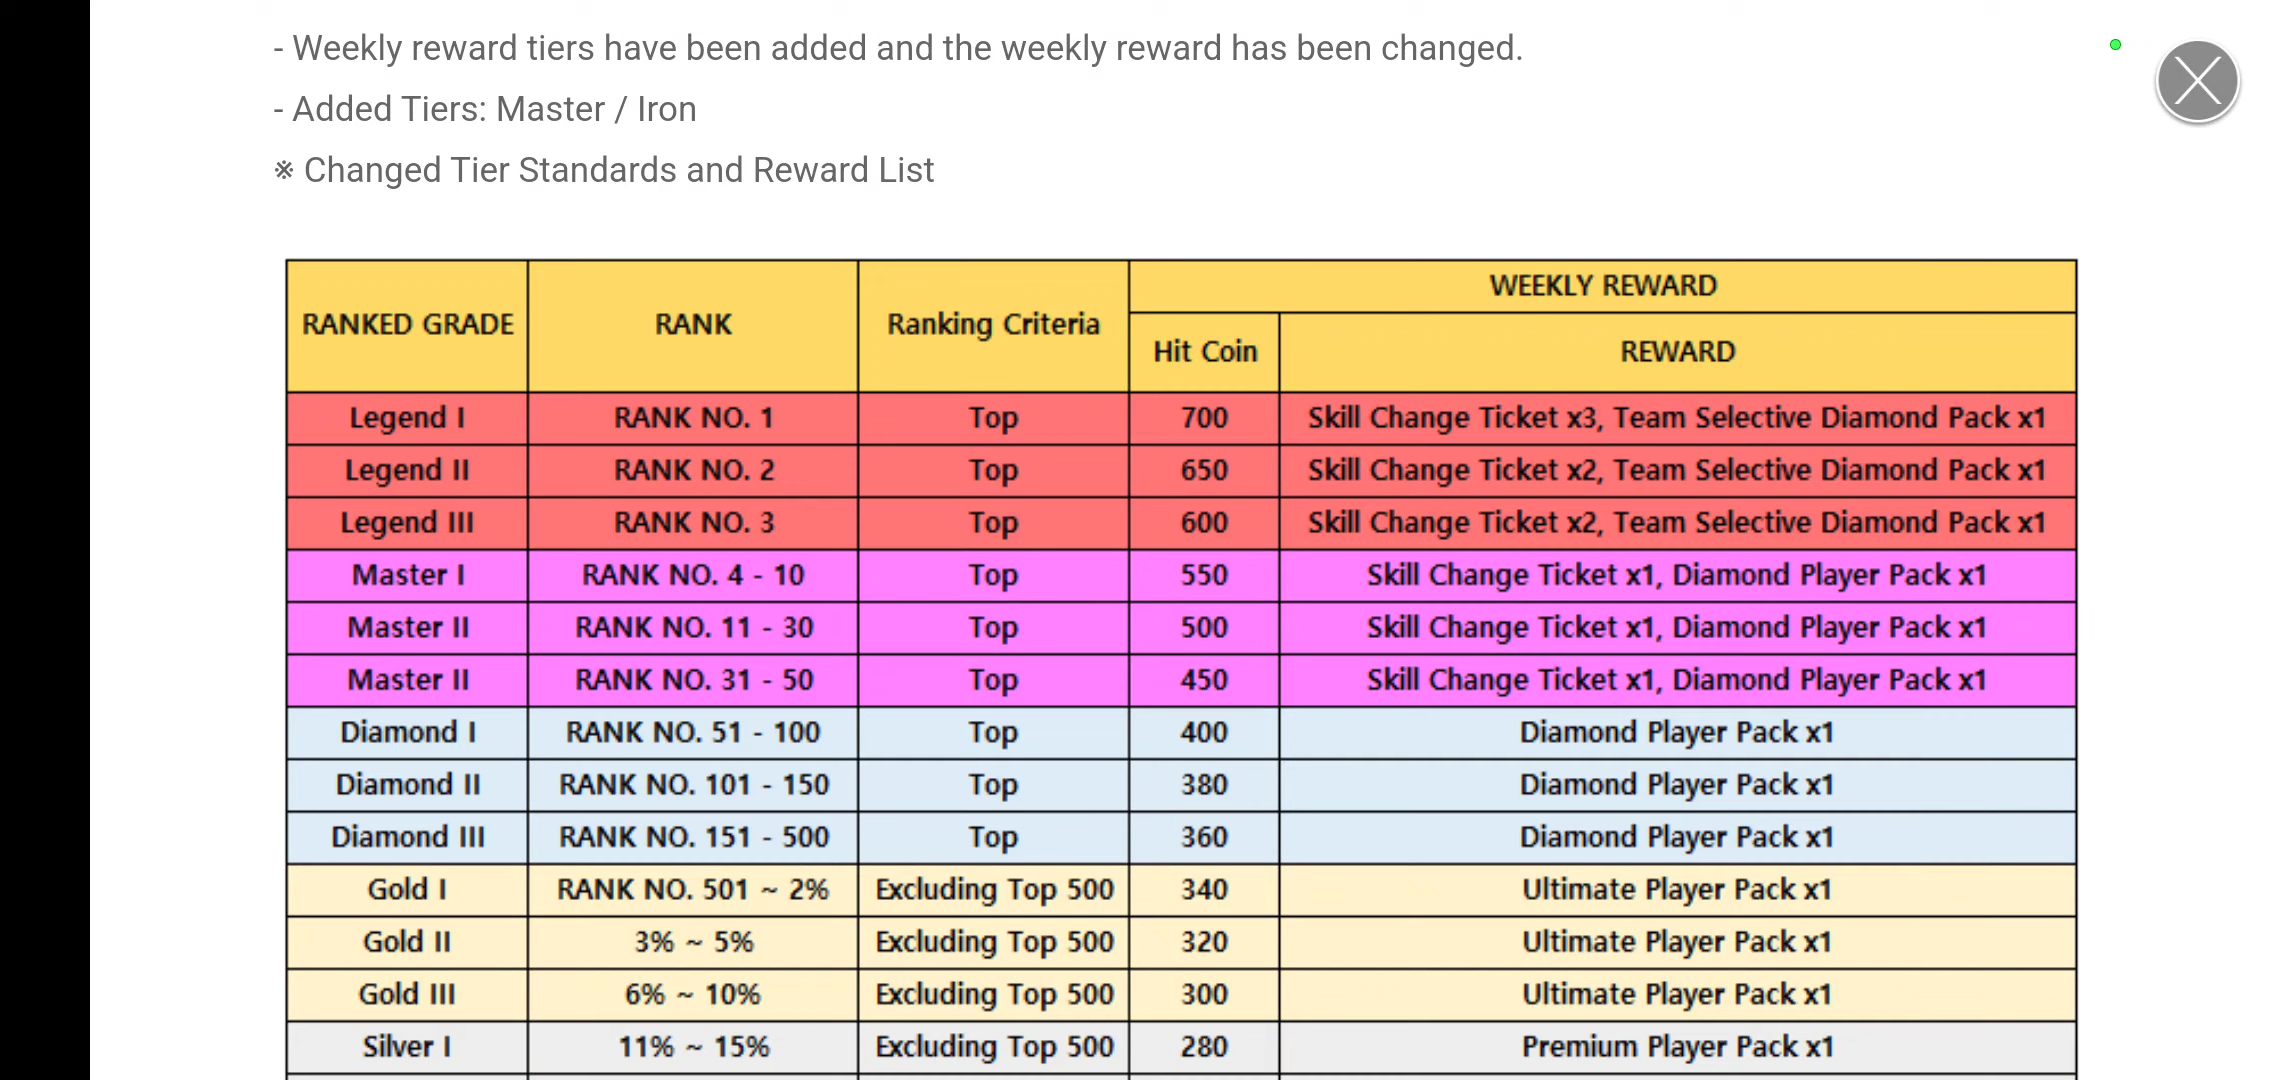 - Weekly reward tiers have been added and the weekly reward has been changed.
- Added Tiers: Master / Iron
※ Changed Tier Standards and Reward List
RANKED GRADE RANK Ranking Criteria WEEKLY REWARD
Hit Coin REWARD
Legend I RANK NO. 1 Top 700 Skill Change Ticket x3, Team Selective Diamond Pack x1
Legend II RANK NO. 2 Top 650 Skill Change Ticket x2, Team Selective Diamond Pack x1
Legend III RANK NO. 3 Top 600 Skill Change Ticket x2, Team Selective Diamond Pack x1
Master I RANK NO. 4 - 10 Top 550 Skill Change Ticket x1, Diamond Player Pack x1
Master II RANK NO. 11 - 30 Top 500 Skill Change Ticket x1, Diamond Player Pack x1
Master II RANK NO. 31 - 50 Top 450 Skill Change Ticket x1, Diamond Player Pack x1
Diamond I RANK NO. 51 - 100 Top 400 Diamond Player Pack x1
Diamond II RANK NO. 101 - 150 Top 380 Diamond Player Pack x1
Diamond III RANK NO. 151 - 500 Top 360 Diamond Player Pack x1
Gold I RANK NO. 501 ~ 2% Excluding Top 500 340 Ultimate Player Pack x1
Gold II 3% ~ 5% Excluding Top 500 320 Ultimate Player Pack x1
Gold III 6% ~ 10% Excluding Top 500 300 Ultimate Player Pack x1
Silver I 11% ~ 15% Excluding Top 500 280 Premium Player Pack x1